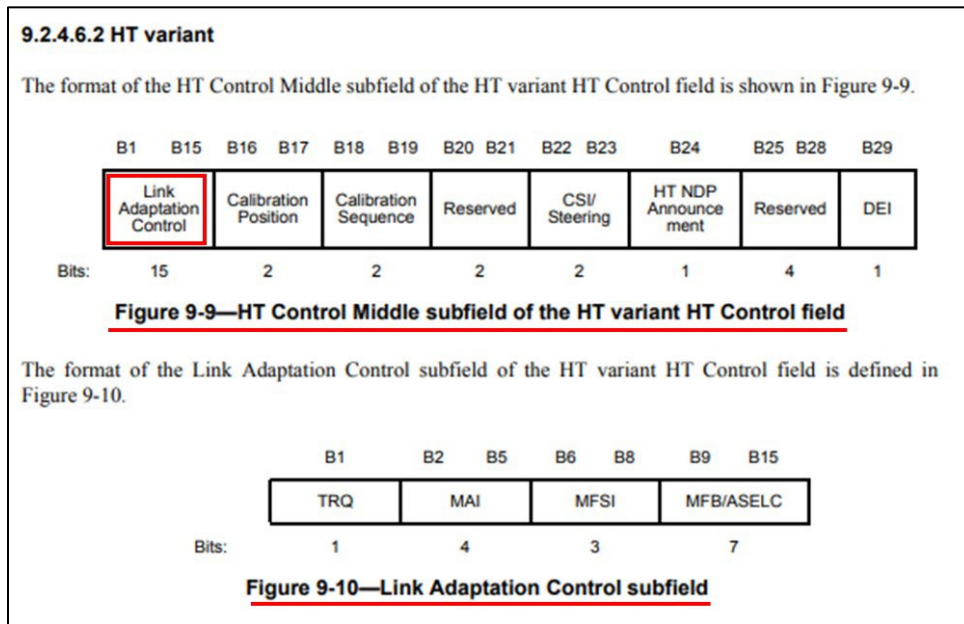 9.2.4.6.2 HT variant
The format of the HT Control Middle subfield of the HT variant HT Control field is shown in Figure 9-9.
B1 B15 B16 B17 B18 B19 B20 B21 B22 B23 B24 B25 B28 B29
Link Adaptation Control Calibration Position Calibration Sequence Reserved CSI/ Steering HT NDP Announce ment Reserved DEI
Bits: 15 2 2 2 2 1 4 1
Figure 9-9—HT Control Middle subfield of the HT variant HT Control field
The format of the Link Adaptation Control subfield of the HT variant HT Control field is defined in
Figure 9-10.
B1 B2 B5 B6 B8 B9 B15
TRQ MAI MFSI MFB/ASELC
Bits: 1 4 3 7
Figure 9-10—Link Adaptation Control subfield